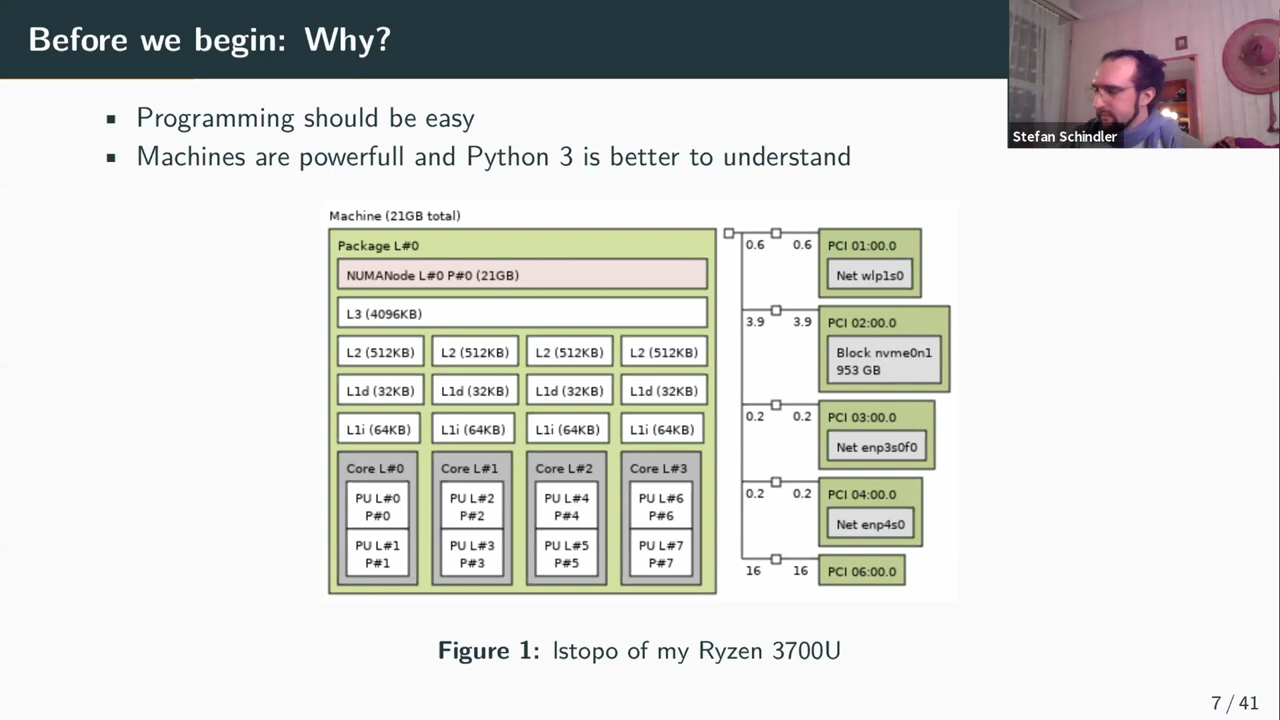 Before we begin: Why?
Stefan Schindler
▪ Programming should be easy
▪ Machines are powerfull and Python 3 is better to understand
Machine (21GB total)
Package L#0
NUMANode L#0 P#0 (21GB)
L3 (4096KB)
L2 (512KB) L2 (512KB) L2 (512KB) L2 (512KB)
L1d (32KB) L1d (32KB) L1d (32KB) L1d (32KB)
L1i (64KB) L1i (64KB) L1i (64KB) L1i (64KB)
Core L#0 Core L#1 Core L#2 Core L#3
PU L#0 PU L#2 PU L#4 PU L#6
P#0 P#2 P#4 P#6
PU L#1 PU L#3 PU L#5 PU L#7
P#1 P#3 P#5 P#7
0.6 0.6 PCI 01:00.0
Net wlp1s0
3.9 3.9 PCI 02:00.0
Block nvme0n1
953 GB
0.2 0.2 PCI 03:00.0
Net enp3s0f0
0.2 0.2 PCI 04:00.0
Net enp4s0
16 16 PCI 06:00.0
Figure 1: lstopo of my Ryzen 3700U
7 / 41